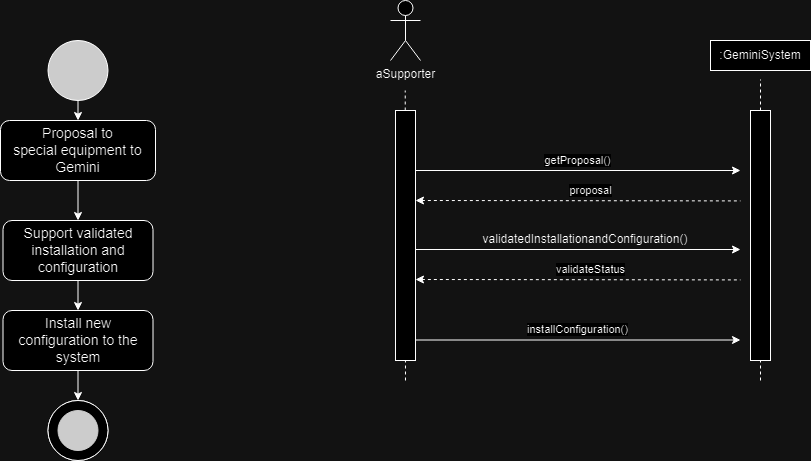 Proposal to
special equipment to
Gemini
Support validated
installation and
configuration
Install new
configuration to the
system
aSupporter
:GeminiSystem
getProposal()
proposal
validatedInstallationandConfiguration()
validateStatus
installConfiguration()